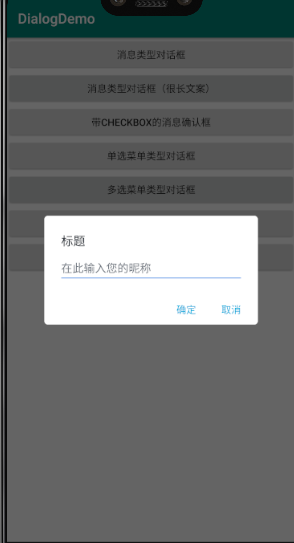 DialogDemo
消息类型对话框
消息类型对话框（很长文案）
带CHECKBOX的消息确认框
单选菜单类型对话框
多选菜单类型对话框
标题
在此输入您的昵称
确定
取消